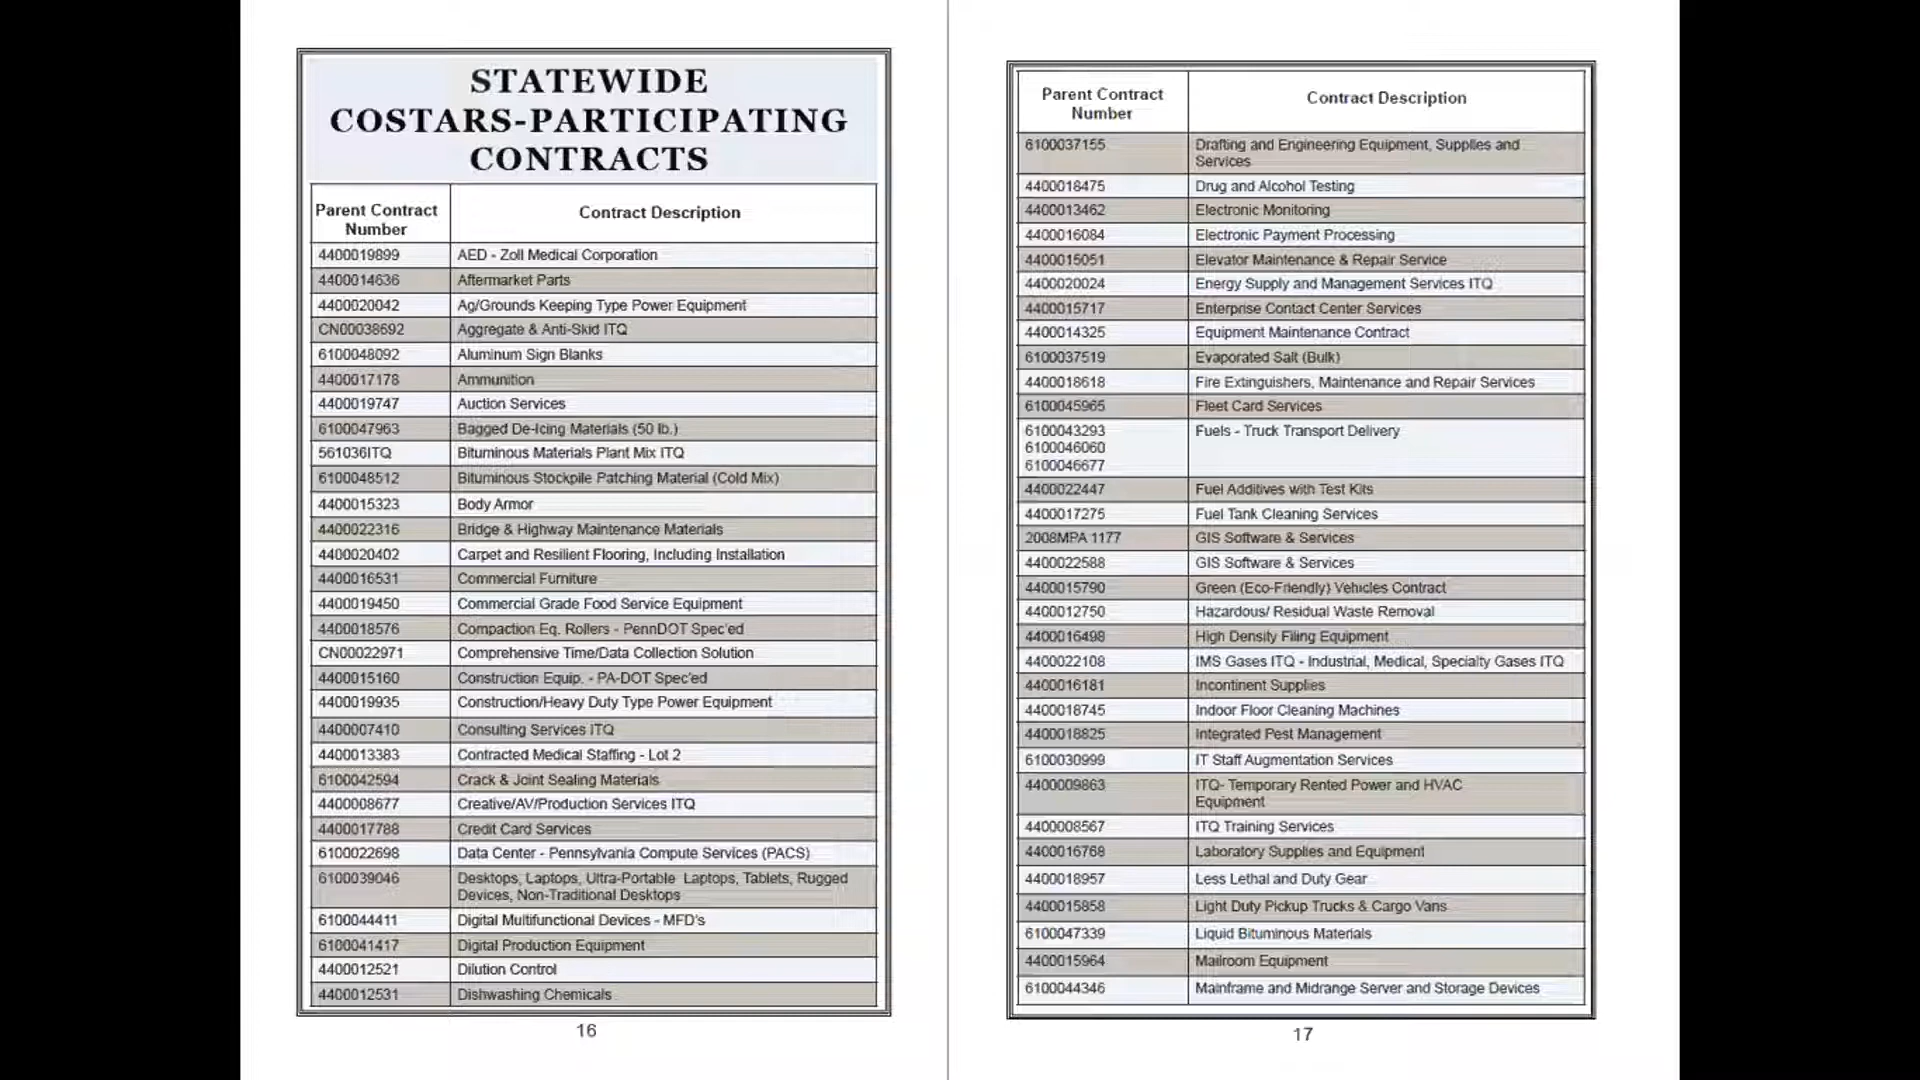 STATEWIDE
COSTARS-PARTICIPATING
CONTRACTS
Parent Contract Number Contract Description
4400019899 AED - Zoll Medical Corporation
4400014636 Aftermarket Parts
4400020042 Ag/Grounds Keeping Type Power Equipment
CN00038692 Aggregate & Anti-Skid ITQ
6100048092 Aluminum Sign Blanks
4400017178 Ammunition
4400019747 Auction Services
6100047963 Bagged De-Icing Materials (50 lb.)
561036ITQ Bituminous Materials Plant Mix ITQ
6100048512 Bituminous Stockpile Patching Material (Cold Mix)
4400015323 Body Armor
4400022316 Bridge & Highway Maintenance Materials
4400020402 Carpet and Resilient Flooring, Including Installation
4400016531 Commercial Furniture
4400019450 Commercial Grade Food Service Equipment
4400018576 Compaction Eq. Rollers - PennDOT Spec'ed
CN00022971 Comprehensive Time/Data Collection Solution
4400015160 Construction Equip. - PA-DOT Spec'ed
4400019935 Construction/Heavy Duty Type Power Equipment
4400007410 Consulting Services ITQ
4400013383 Contracted Medical Staffing - Lot 2
6100042594 Crack & Joint Sealing Materials
4400008677 Creative/AV/Production Services ITQ
4400017788 Credit Card Services
6100022698 Data Center - Pennsylvania Compute Services (PACS)
6100039046 Desktops, Laptops, Ultra-Portable Laptops, Tablets, Rugged
Devices, Non-Traditional Desktops
6100044411 Digital Multifunctional Devices - MFD's
6100041417 Digital Production Equipment
4400012521 Dilution Control
4400012531 Dishwashing Chemicals
16
Parent Contract Number Contract Description
6100037155 Drafting and Engineering Equipment, Supplies and
Services
4400018475 Drug and Alcohol Testing
4400013462 Electronic Monitoring
4400016084 Electronic Payment Processing
4400015051 Elevator Maintenance & Repair Service
4400020024 Energy Supply and Management Services ITQ
4400015717 Enterprise Contact Center Services
4400014325 Equipment Maintenance Contract
6100037519 Evaporated Salt (Bulk)
4400018618 Fire Extinguishers, Maintenance and Repair Services
6100045965 Fleet Card Services
6100043293 Fuels - Truck Transport Delivery
6100046060
6100046677
4400022447 Fuel Additives with Test Kits
4400017275 Fuel Tank Cleaning Services
2008MPA 1177 GIS Software & Services
4400022588 GIS Software & Services
4400015790 Green (Eco-Friendly) Vehicles Contract
4400012750 Hazardous/ Residual Waste Removal
4400016498 High Density Filing Equipment
4400022108 IMS Gases ITQ - Industrial, Medical, Specialty Gases ITQ
4400016181 Incontinent Supplies
4400018745 Indoor Floor Cleaning Machines
4400018825 Integrated Pest Management
6100030999 IT Staff Augmentation Services
4400009863 ITQ- Temporary Rented Power and HVAC
Equipment
4400008567 ITQ Training Services
4400016768 Laboratory Supplies and Equipment
4400018957 Less Lethal and Duty Gear
4400015858 Light Duty Pickup Trucks & Cargo Vans
6100047339 Liquid Bituminous Materials
4400015964 Mailroom Equipment
6100044346 Mainframe and Midrange Server and Storage Devices
17